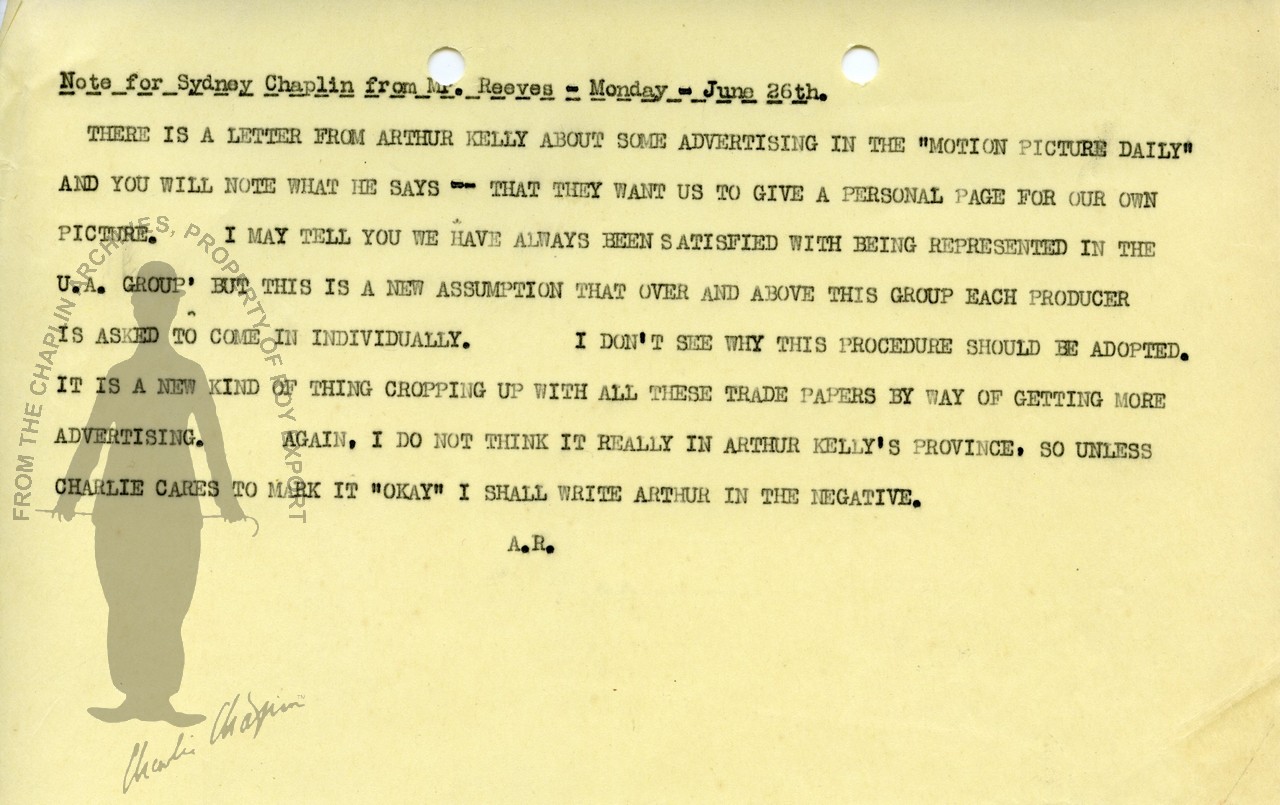 Note for Sydney Chaplin from Mr. Reeves - Monday - June 26th.
THERE IS A LETTER FROM ARTHUR KELLY ABOUT SOME ADVERTISING IN THE "MOTION PICTURE DAILY"
AND YOU WILL NOTE WHAT HE SAYS -- THAT THEY WANT US TO GIVE A PERSONAL PAGE FOR OUR OWN
PICTURE. I MAY TELL YOU WE HAVE ALWAYS BEEN SATISFIED WITH BEING REPRESENTED IN THE
U.A. GROUP' BUT THIS IS A NEW ASSUMPTION THAT OVER AND ABOVE THIS GROUP EACH PRODUCER
IS ASKED TO COME IN INDIVIDUALLY. I DON'T SEE WHY THIS PROCEDURE SHOULD BE ADOPTED.
IT IS A NEW KIND OF THING CROPPING UP WITH ALL THESE TRADE PAPERS BY WAY OF GETTING MORE
ADVERTISING. AGAIN, I DO NOT THINK IT REALLY IN ARTHUR KELLY'S PROVINCE, SO UNLESS
CHARLIE CARES TO MARK IT "OKAY" I SHALL WRITE ARTHUR IN THE NEGATIVE.
A.R.
FROM THE CHAPLIN ARCHIVES, PROPERTY OF ROY EXPORT
Charlie Chaplin™